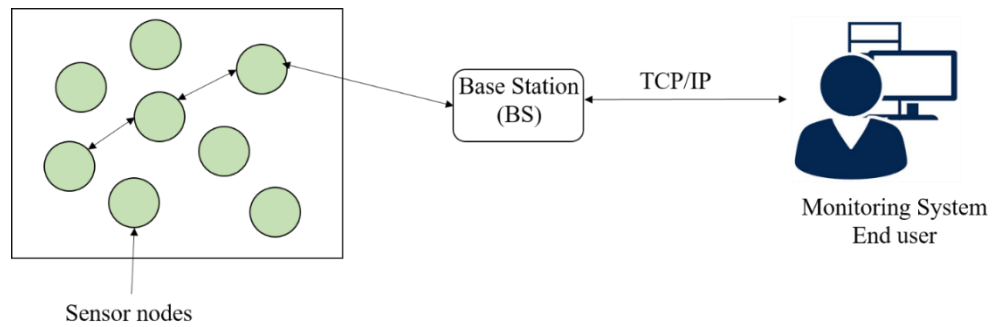 Base Station
(BS)
TCP/IP
Monitoring System
End user
Sensor nodes